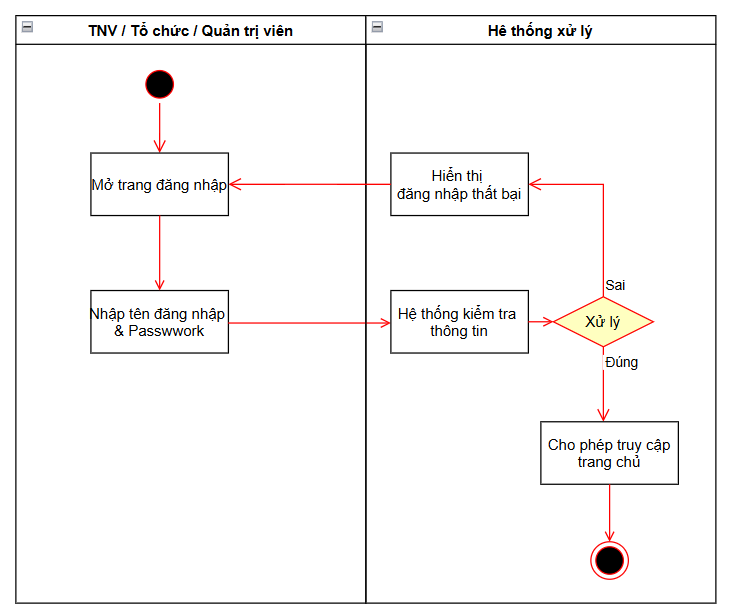 TNV / Tổ chức / Quản trị viên
Hê thống xử lý
Mở trang đăng nhập
Hiển thị
đăng nhập thất bại
Sai
Nhập tên đăng nhập
& Passwwork
Hệ thống kiểm tra
thông tin
Xử lý
Đúng
Cho phép truy cập
trang chủ